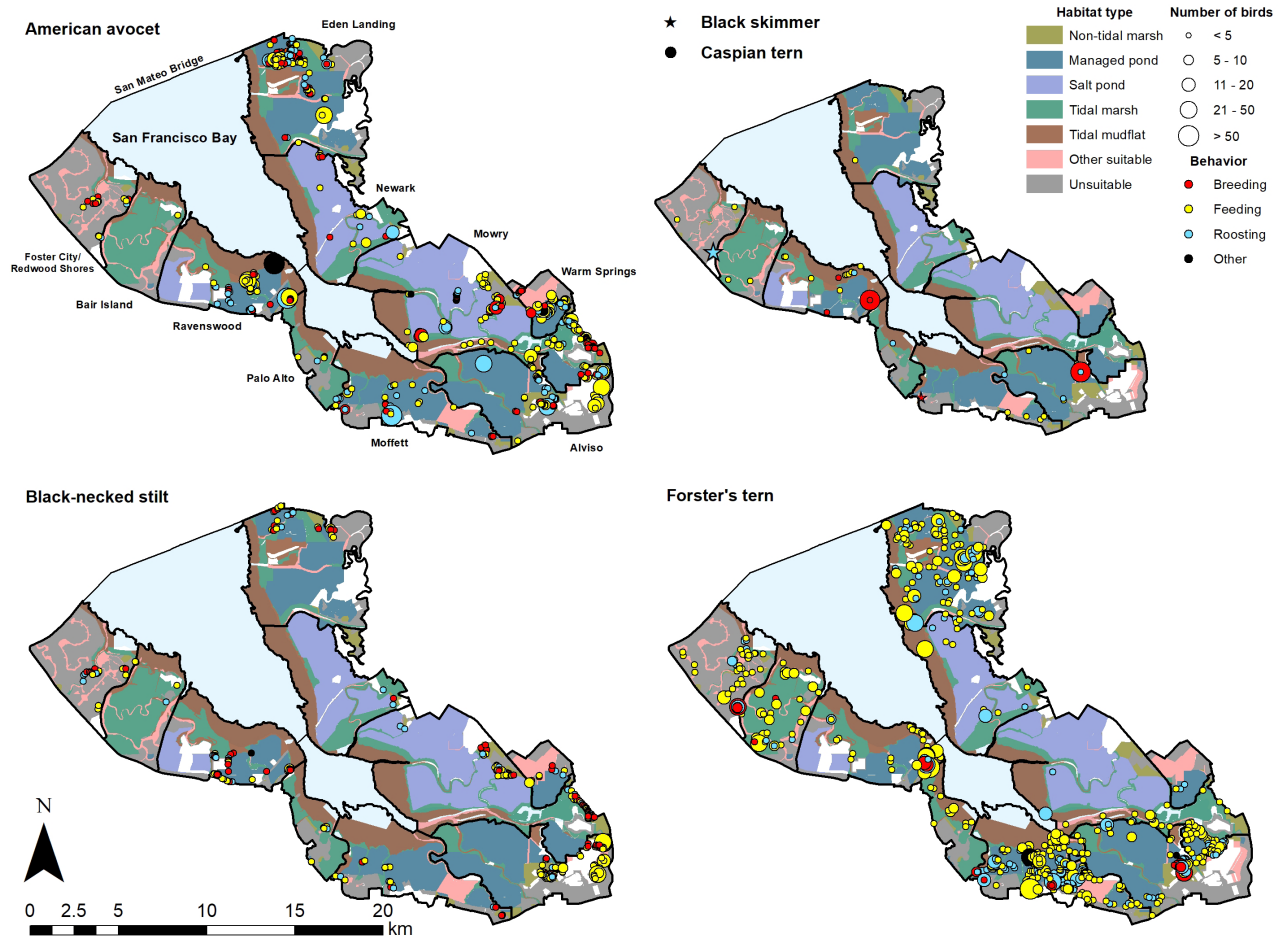 American avocet
Eden Landing
San Mateo Bridge
San Francisco Bay
Newark
Mowry
Warm Springs
Foster City/
Redwood Shores
Bair Island
Ravenswood
Palo Alto
Moffett
Alviso
Black skimmer
Caspian tern
Habitat type
Non-tidal marsh
Managed pond
Salt pond
Tidal marsh
Tidal mudflat
Other suitable
Unsuitable
Number of birds
< 5
5 - 10
11 - 20
21 - 50
> 50
Behavior
Breeding
Feeding
Roosting
Other
Black-necked stilt
Forster's tern
N
0 2.5 5 10 15 20
km